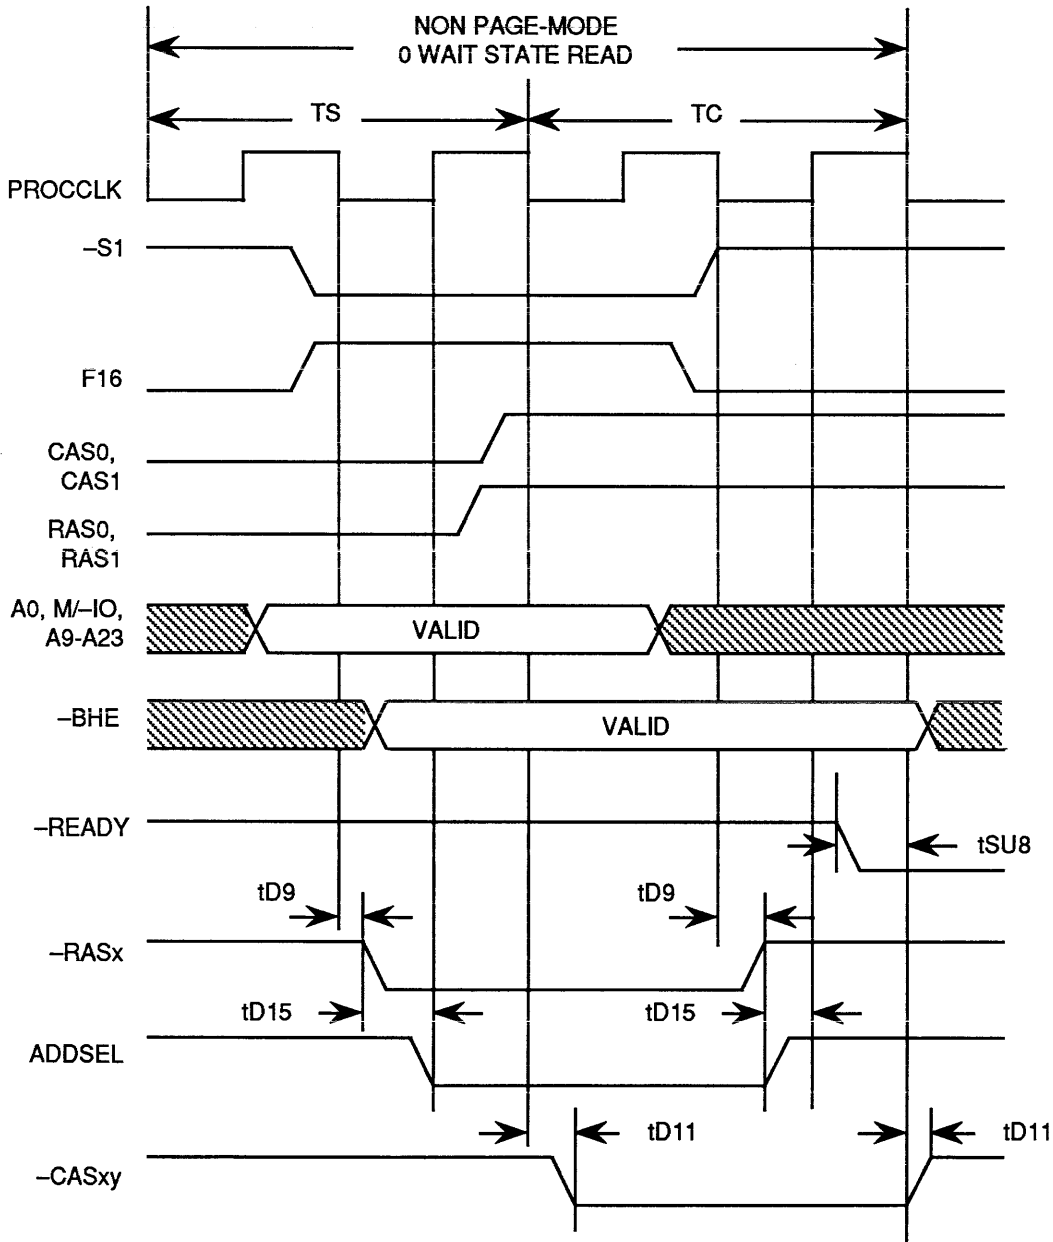 NON PAGE-MODE
0 WAIT STATE READ
TS
TC
PROCCLK
–S1
F16
CAS0,
CAS1
RAS0,
RAS1
A0, M/–IO,
A9-A23
VALID
–BHE
VALID
–READY
tSU8
tD9
tD9
–RASx
tD15
tD15
ADDSEL
tD11
tD11
–CASxy